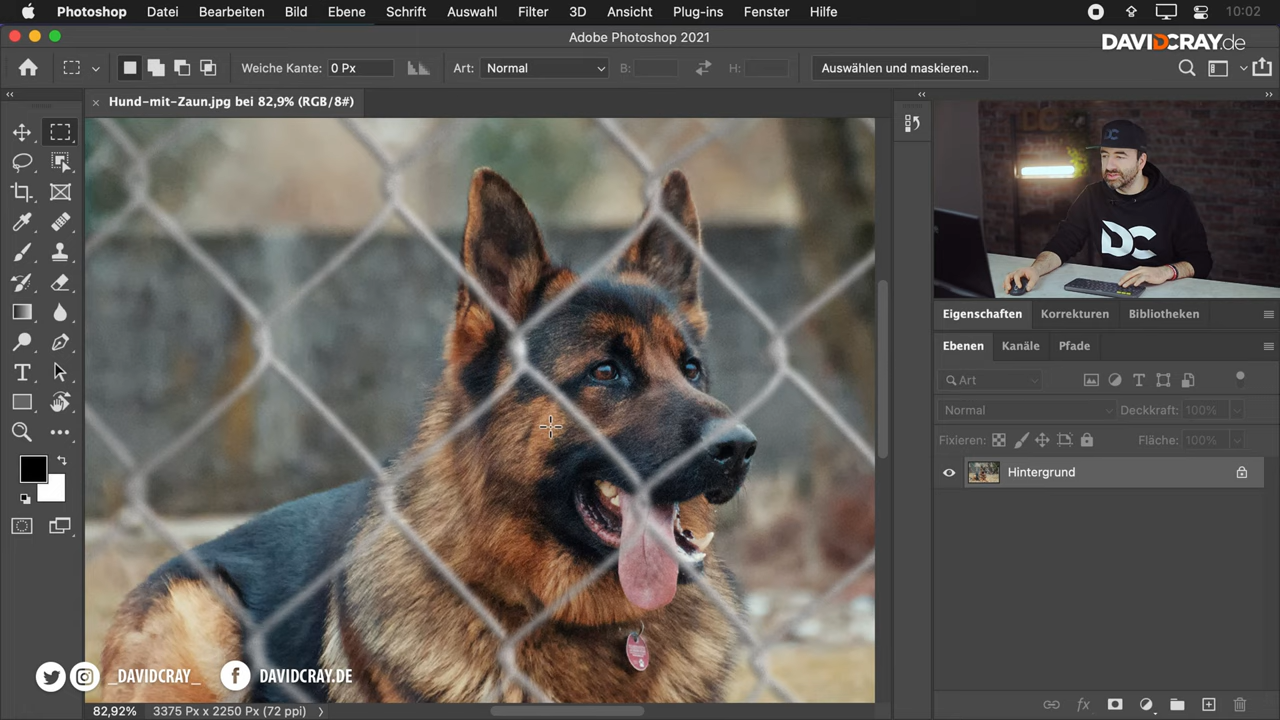 Photoshop Datei Bearbeiten Bild Ebene Schrift Auswahl Filter 3D Ansicht Plug-ins Fenster Hilfe 10:02
Adobe Photoshop 2021
DAVIDCRAY.de
Weiche Kante: 0 Px Art: Normal B: H: Auswählen und maskieren...
Hund-mit-Zaun.jpg bei 82,9% (RGB/8#)
DC
Eigenschaften Korrekturen Bibliotheken
Ebenen Kanäle Pfade
Art
Normal Deckkraft: 100%
Fixieren: Fläche: 100%
Hintergrund
_DAVIDCRAY_ DAVIDCRAY.DE
82,92% 3375 Px x 2250 Px (72 ppi)
fx